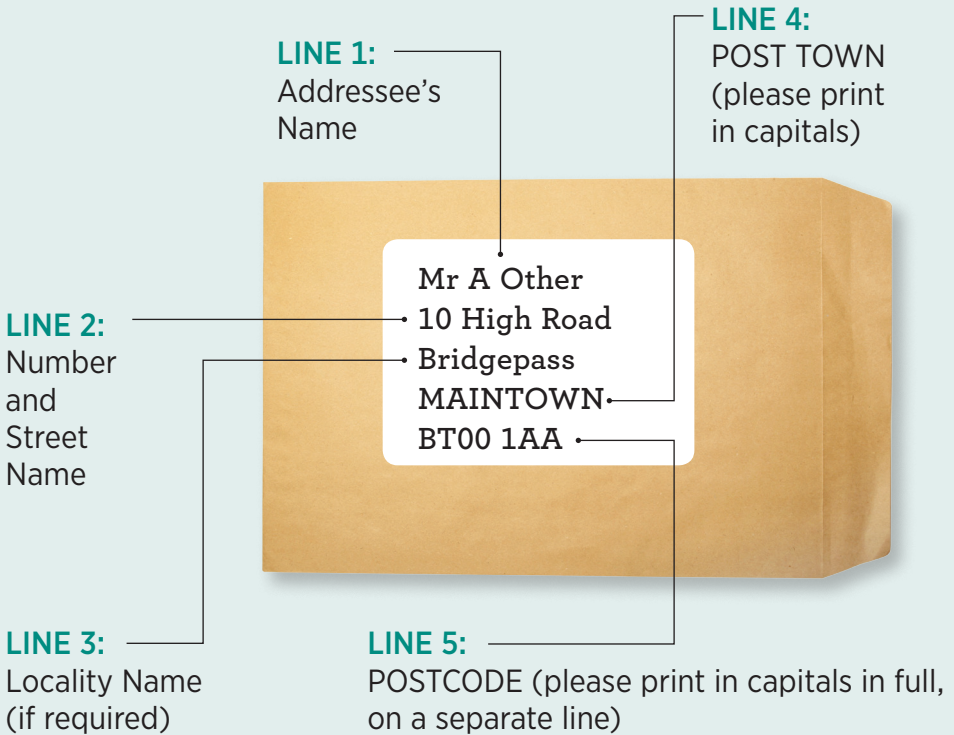 LINE 1:
Addressee's
Name
LINE 4:
POST TOWN
(please print
in capitals)
Mr A Other
10 High Road
Bridgepass
MAINTOWN
BT00 1AA
LINE 2:
Number
and
Street
Name
LINE 3:
Locality Name
(if required)
LINE 5:
POSTCODE (please print in capitals in full,
on a separate line)